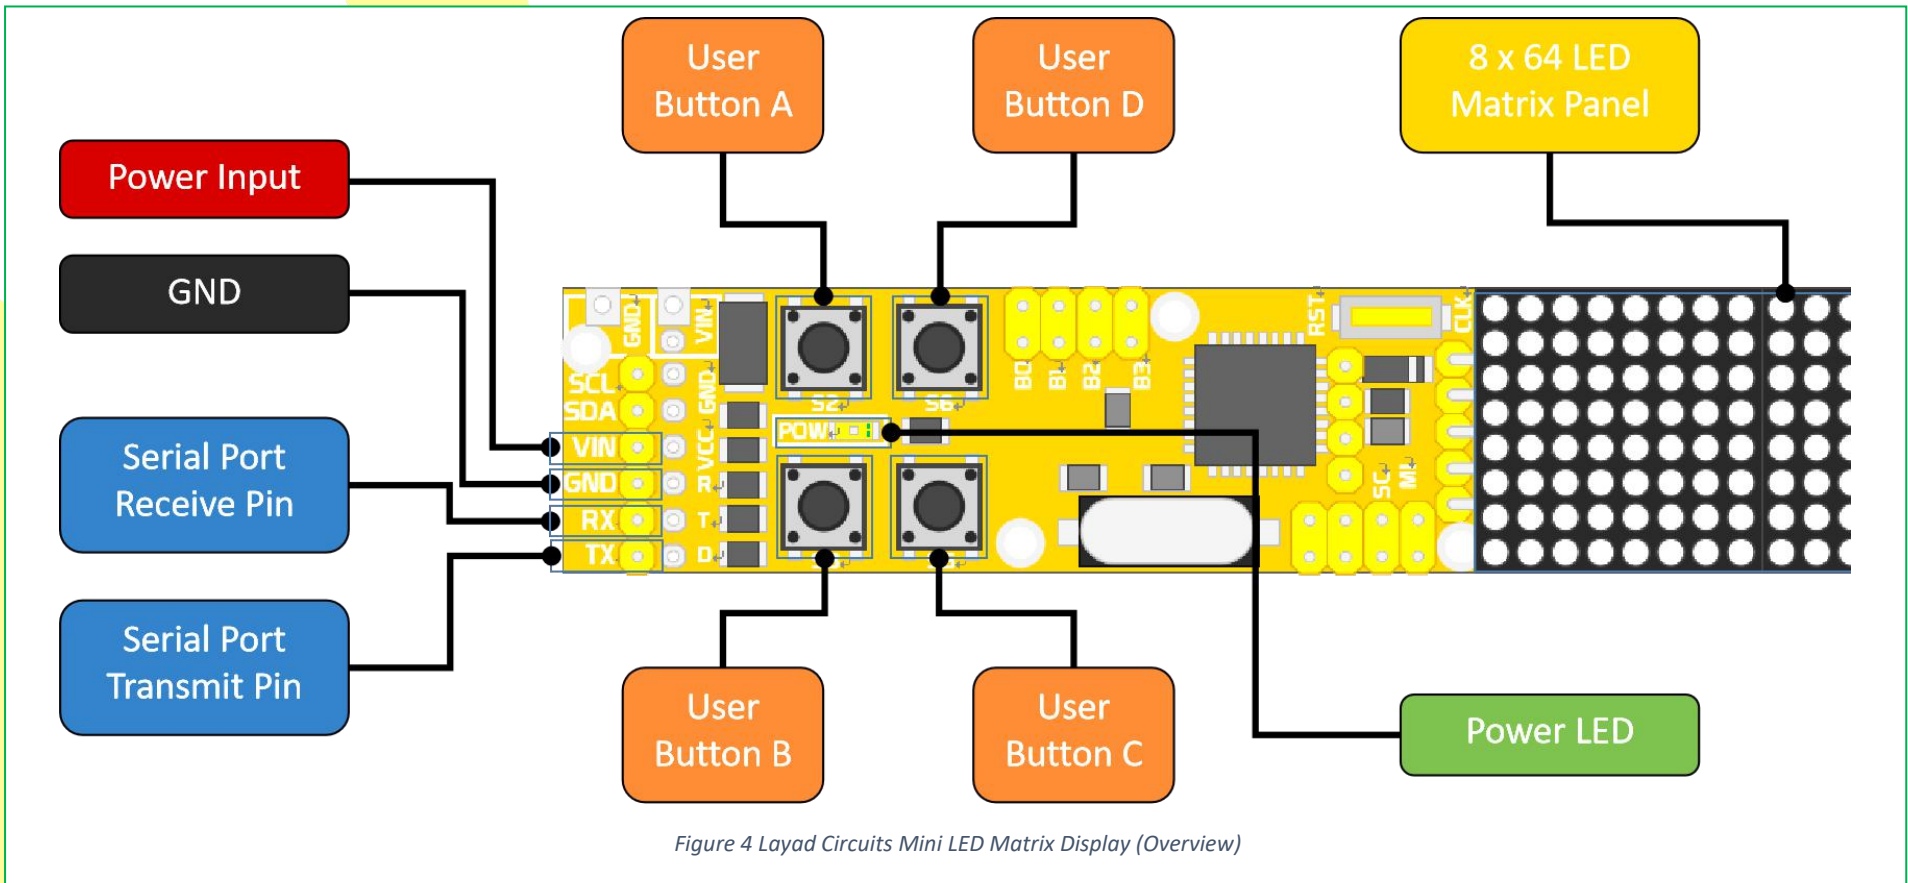 User
Button A
User
Button D
8 x 64 LED
Matrix Panel
Power Input
GND
Serial Port
Receive Pin
Serial Port
Transmit Pin
GND
VIN
SCL
SDA
VIN
GND
RX
TX
GND
VCC
R
T
D
S2
S6
POW
B0
B1
B2
B3
RST
CLK
SC
MI
User
Button B
User
Button C
Power LED
Figure 4 Layad Circuits Mini LED Matrix Display (Overview)